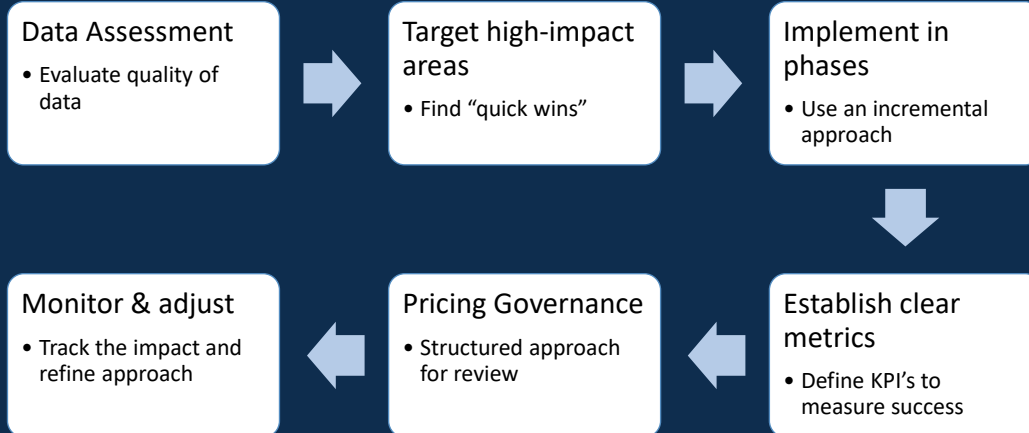 Data Assessment
• Evaluate quality of
data
Target high-impact
areas
• Find “quick wins”
Implement in
phases
• Use an incremental
approach
Establish clear
metrics
• Define KPI's to
measure success
Pricing Governance
• Structured approach
for review
Monitor & adjust
• Track the impact and
refine approach